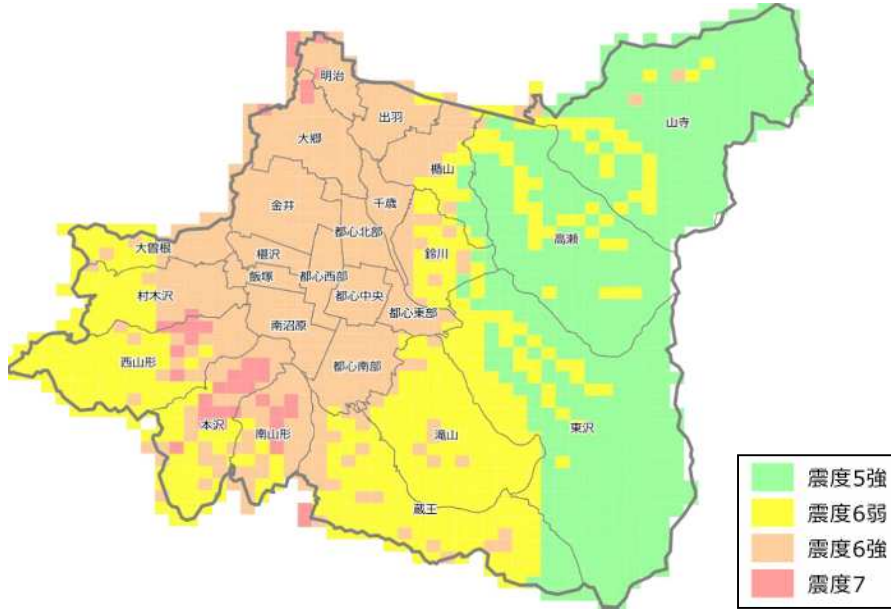 明治
出羽
山寺
大郷
楯山
金井
千歳
都心北部
高瀬
大曽根
椹沢
鈴川
飯塚
都心西部
村木沢
都心中央
都心東部
南沼原
西山形
都心南部
本沢
南山形
滝山
東沢
蔵王
震度5強
震度6弱
震度6強
震度7